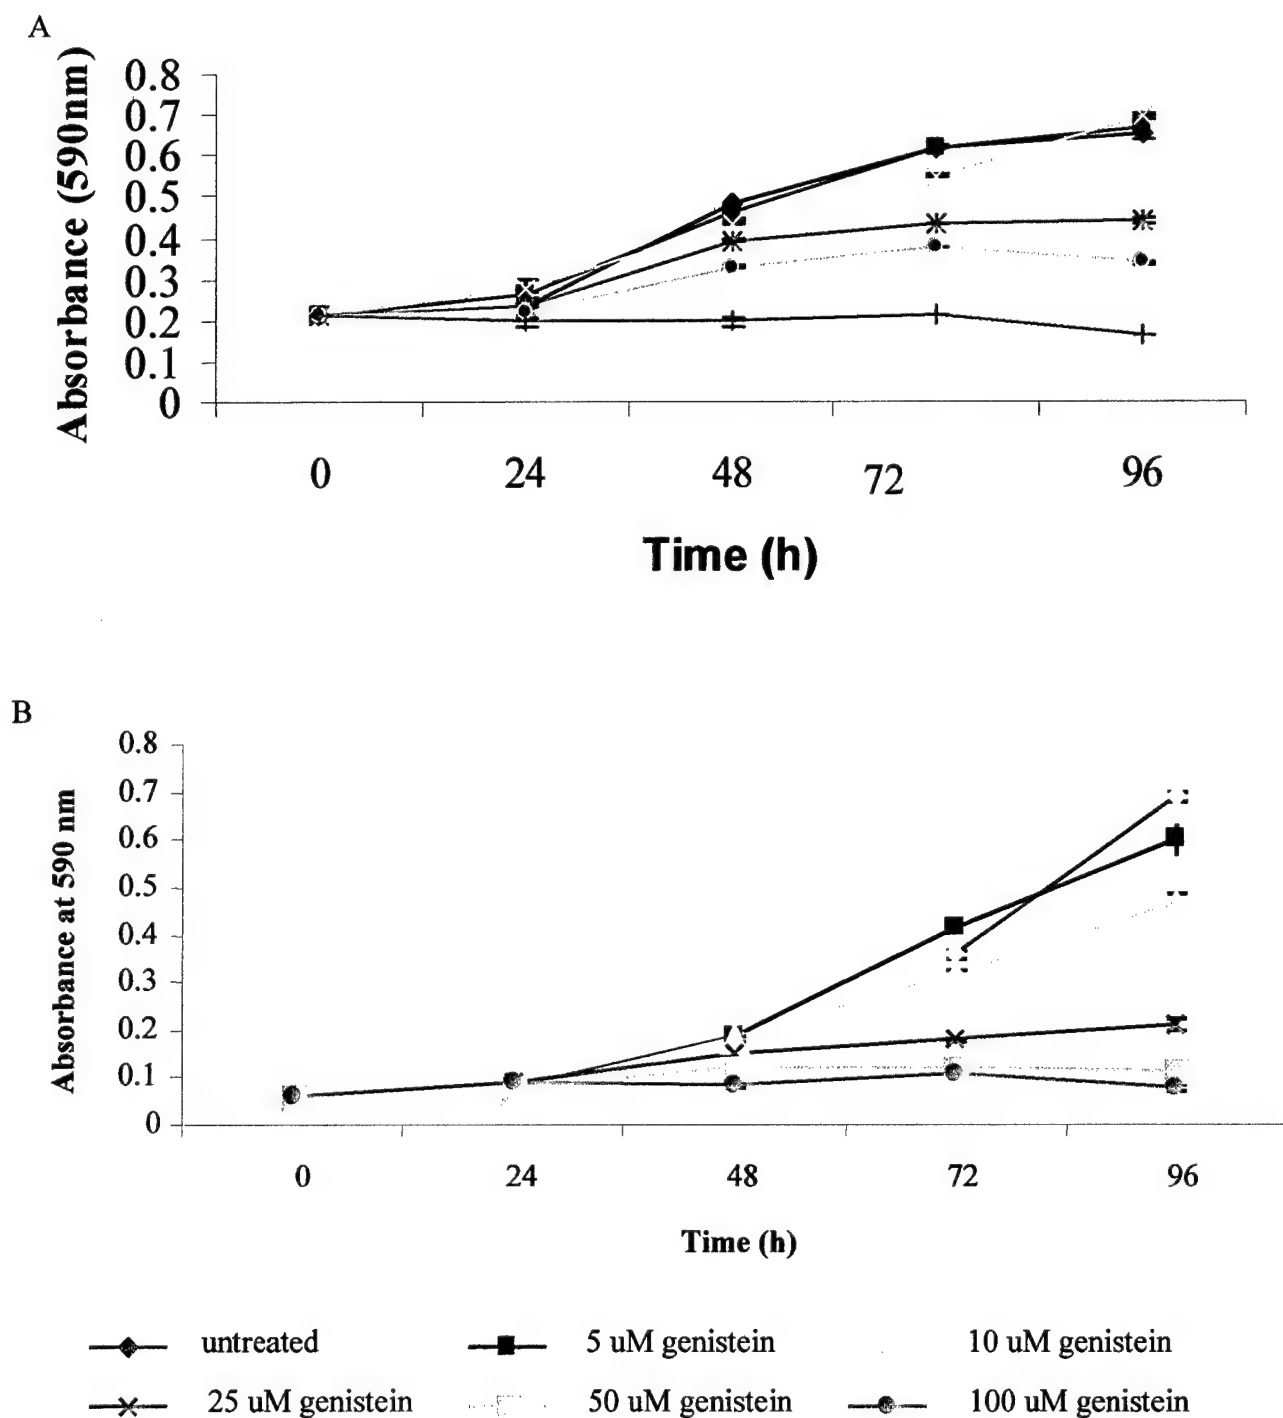 A
Absorbance (590nm)
0.8
0.7
0.6
0.5
0.4
0.3
0.2
0.1
0
0 24 48 72 96
Time (h)
B
Absorbance at 590 nm
0.8
0.7
0.6
0.5
0.4
0.3
0.2
0.1
0
0 24 48 72 96
Time (h)
untreated 5 uM genistein 10 uM genistein
25 uM genistein 50 uM genistein 100 uM genistein